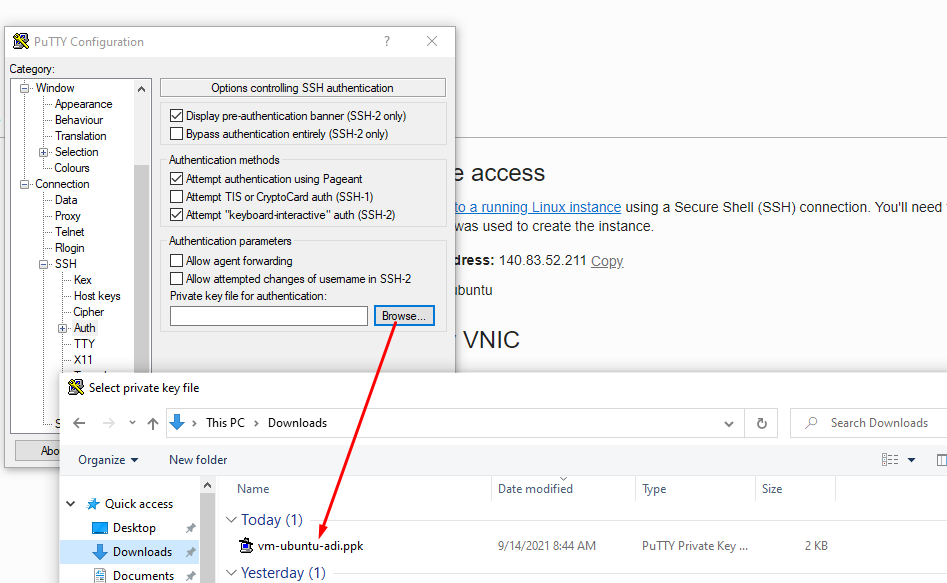 PuTTY Configuration
?
Category:
Window
Appearance
Behaviour
Translation
Selection
Colours
Connection
Data
Proxy
Telnet
Rlogin
SSH
Kex
Host keys
Cipher
Auth
TTY
X11
Options controlling SSH authentication
Display pre-authentication banner (SSH-2 only)
Bypass authentication entirely (SSH-2 only)
Authentication methods
Attempt authentication using Pageant
Attempt TIS or CryptoCard auth (SSH-1)
Attempt "keyboard-interactive" auth (SSH-2)
Authentication parameters
Allow agent forwarding
Allow attempted changes of username in SSH-2
Private key file for authentication:
Browse...
Abo
e access
to a running Linux instance using a Secure Shell (SSH) connection. You'll need
was used to create the instance.
dress: 140.83.52.211 Copy
buntu
VNIC
Select private key file
This PC > Downloads
Search Downloads
Organize
New folder
Name
Date modified
Type
Size
Quick access
Desktop
Downloads
Documents
Today (1)
vm-ubuntu-adi.ppk
9/14/2021 8:44 AM
PuTTY Private Key ...
2 KB
Yesterday (1)